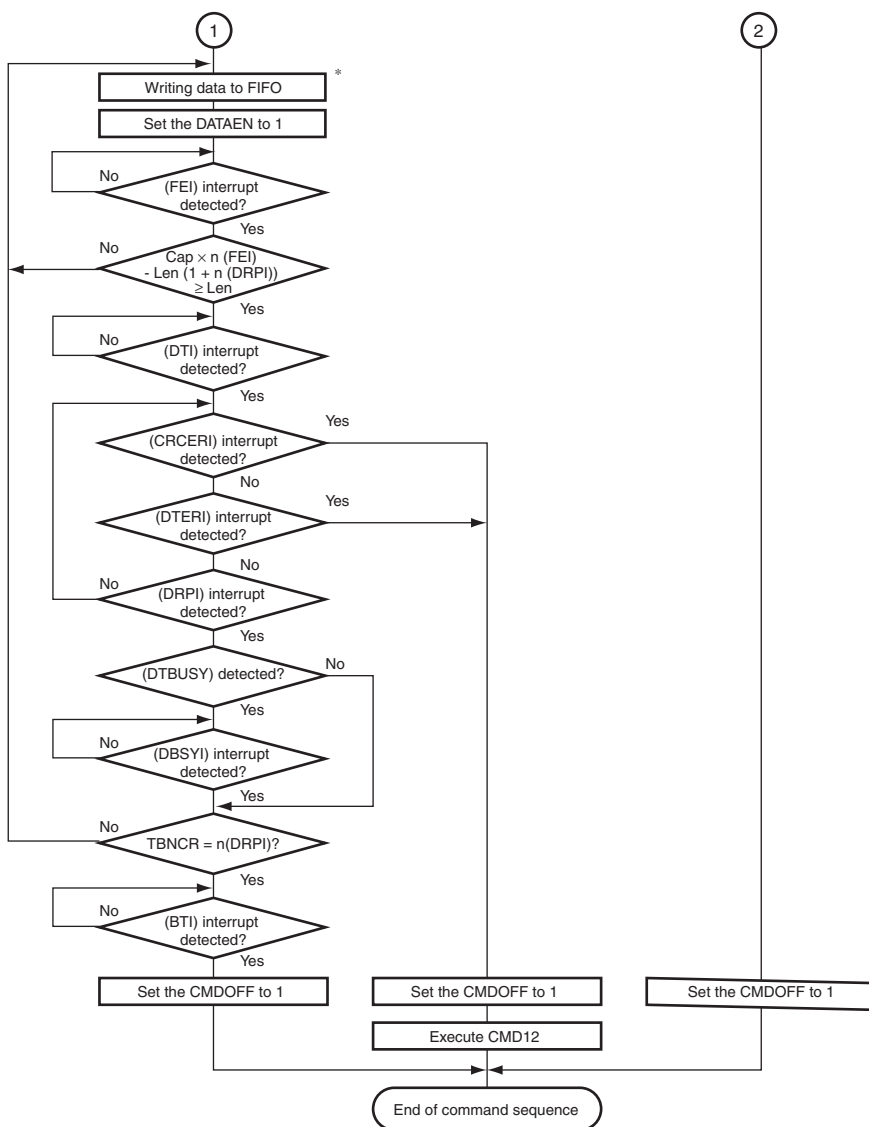 1
2
*
Writing data to FIFO
Set the DATAEN to 1
No
(FEI) interrupt
detected?
Yes
No
Cap × n (FEI)
- Len (1 + n (DRPI))
≥ Len
Yes
No
(DTI) interrupt
detected?
Yes
Yes
(CRCERI) interrupt
detected?
No
Yes
(DTERI) interrupt
detected?
No
No
(DRPI) interrupt
detected?
Yes
No
(DTBUSY) detected?
Yes
No
(DBSYI) interrupt
detected?
Yes
No
TBNCR = n(DRPI)?
Yes
No
(BTI) interrupt
detected?
Yes
Set the CMDOFF to 1
Set the CMDOFF to 1
Set the CMDOFF to 1
Execute CMD12
End of command sequence